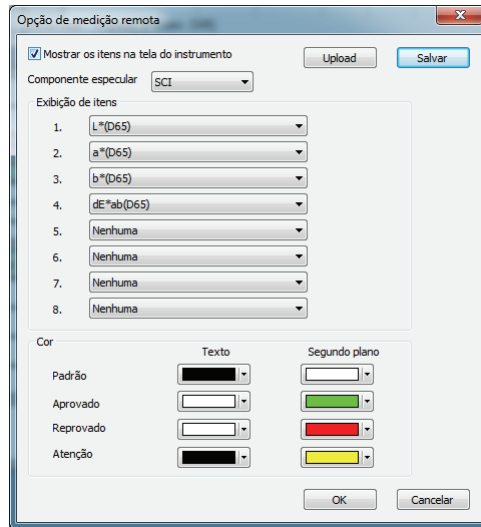 Opção de medição remota
Mostrar os itens na tela do instrumento
Upload
Salvar
Componente especular
SCI
Exibição de itens
1. L*(D65)
2. a*(D65)
3. b*(D65)
4. dE*ab(D65)
5. Nenhuma
6. Nenhuma
7. Nenhuma
8. Nenhuma
Cor
Texto Segundo plano
Padrão
Aprovado
Reprovado
Atenção
OK Cancelar